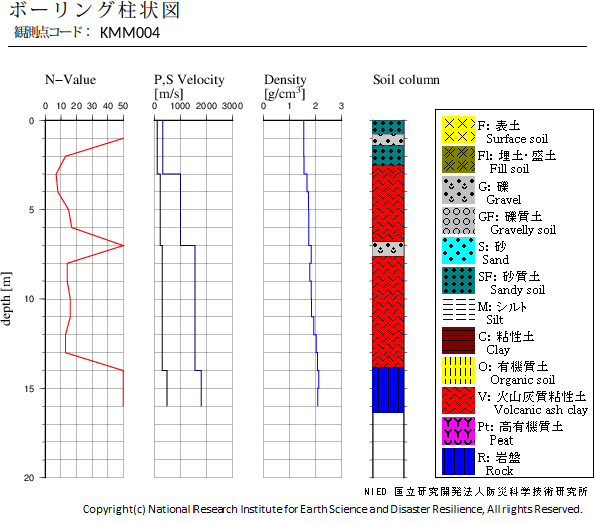 ボーリング柱状図
観測点コード： KMM004
N-Value P,S Velocity Density Soil column
[m/s] [g/cm³]
0 10 20 30 40 50 0 1000 2000 3000 0 1 2 3
0
5
10
15
20
depth [m]
F: 表土
Surface soil
Fl: 埋土・盛土
Fill soil
G: 礫
Gravel
GF: 礫質土
Gravelly soil
S: 砂
Sand
SF: 砂質土
Sandy soil
M: シルト
Silt
C: 粘性土
Clay
O: 有機質土
Organic soil
V: 火山灰質粘性土
Volcanic ash clay
Pt: 高有機質土
Peat
R: 岩盤
Rock
NIED 国立研究開発法人防災科学技術研究所
Copyright(c) National Research Institute for Earth Science and Disaster Resilience, All rights Reserved.